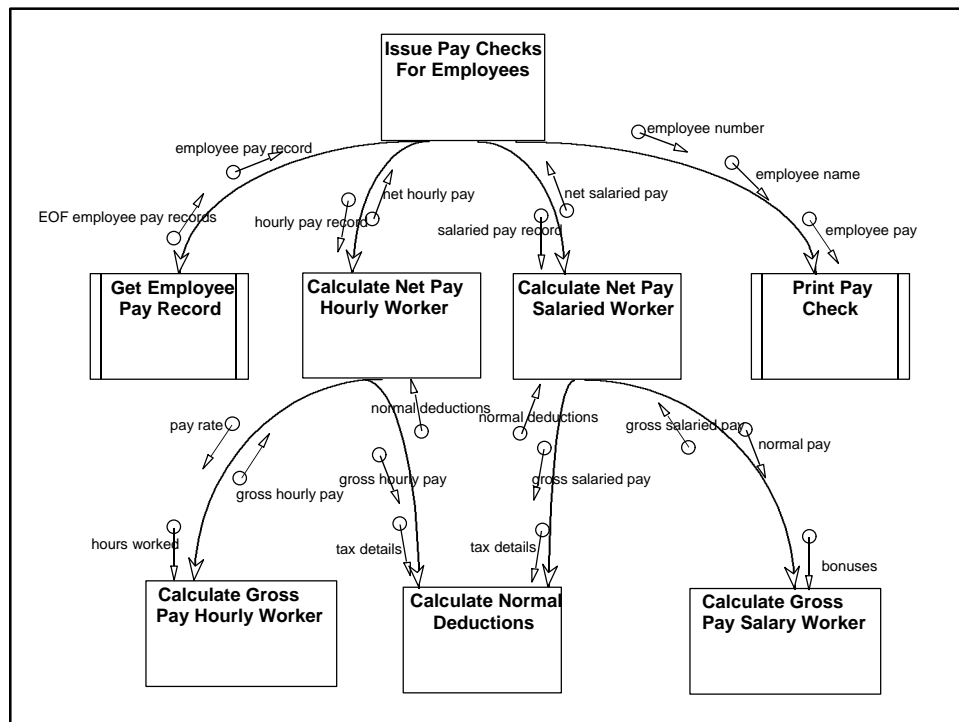 Issue Pay Checks
For Employees
employee number
employee pay record
employee name
net hourly pay
net salaried pay
EOF employee pay records
hourly pay record
salaried pay record
employee pay
Get Employee
Pay Record
Calculate Net Pay
Hourly Worker
Calculate Net Pay
Salaried Worker
Print Pay
Check
pay rate
normal deductions
normal deductions
gross salaried pay
normal pay
gross hourly pay
gross hourly pay
gross salaried pay
hours worked
tax details
tax details
bonuses
Calculate Gross
Pay Hourly Worker
Calculate Normal
Deductions
Calculate Gross
Pay Salary Worker